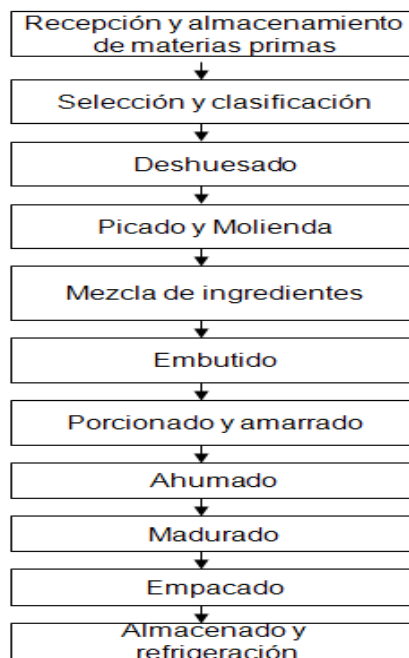 Recepción y almacenamiento
de materias primas
Selección y clasificación
Deshuesado
Picado y Molienda
Mezcla de ingredientes
Embutido
Porcionado y amarrado
Ahumado
Madurado
Empacado
Almacenado y
refrigeración